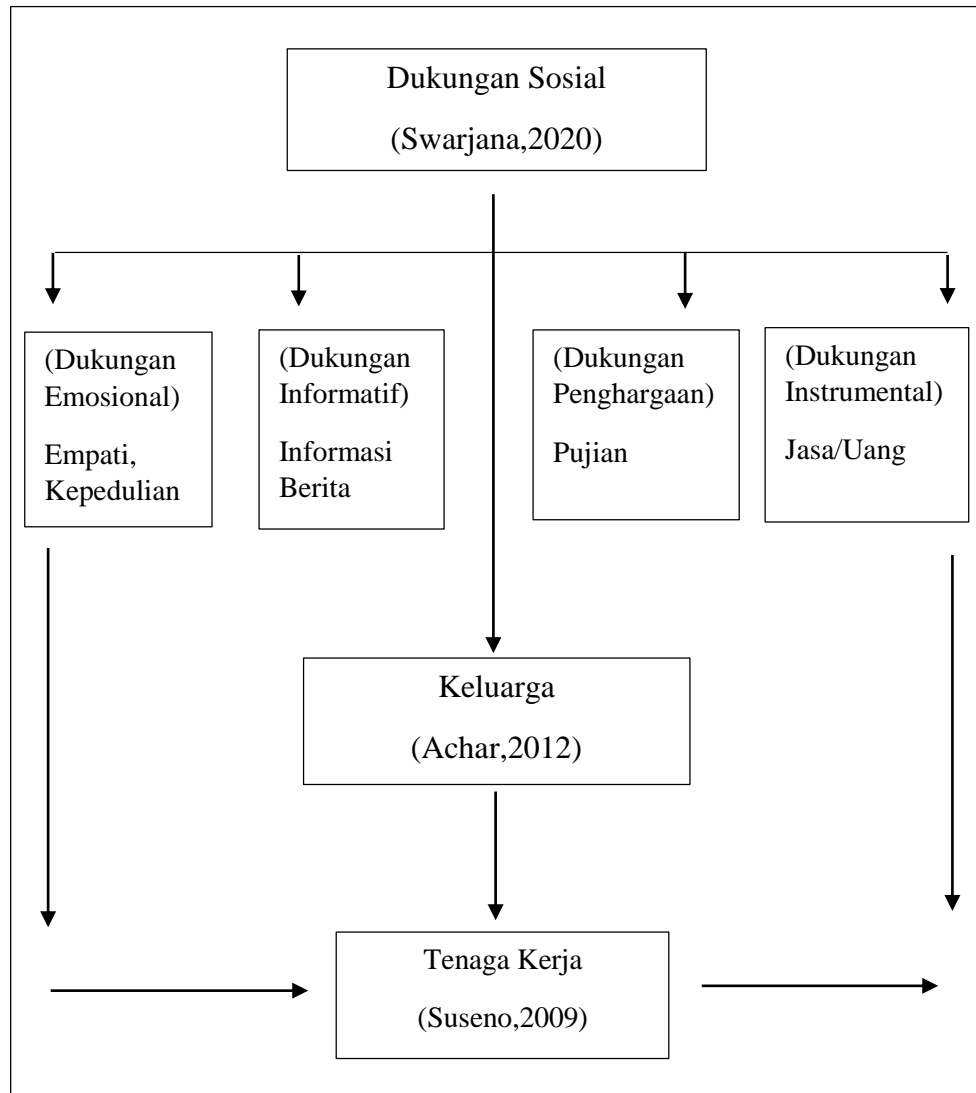 Dukungan Sosial
(Swarjana,2020)
(Dukungan
Emosional)
Empati,
Kepedulian
(Dukungan
Informatif)
Informasi
Berita
(Dukungan
Penghargaan)
Pujian
(Dukungan
Instrumental)
Jasa/Uang
Keluarga
(Achar,2012)
Tenaga Kerja
(Suseno,2009)